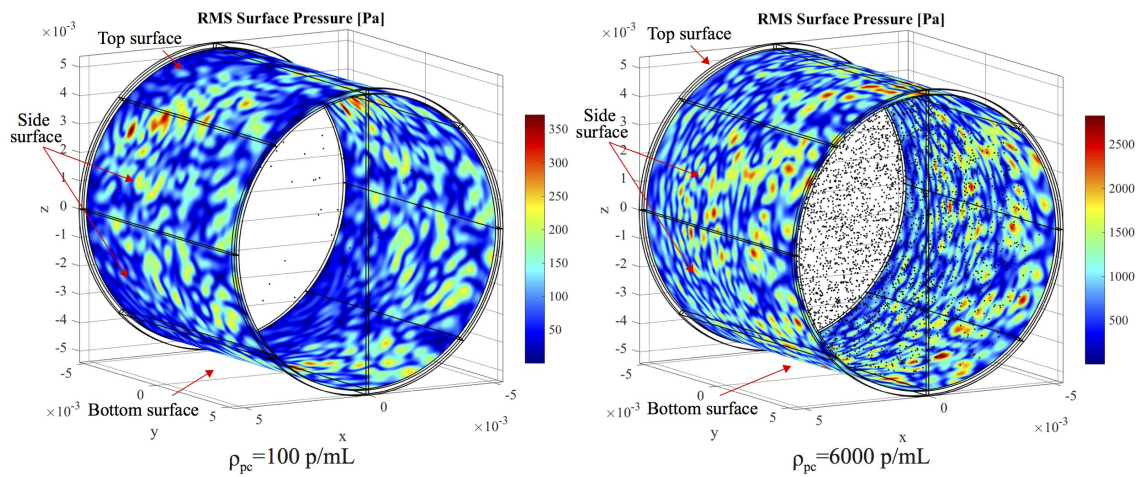 RMS Surface Pressure [Pa]
×10⁻³
Top surface
5
4
3
2
1
0
-1
-2
-3
-4
-5
z
Side
surface
350
300
250
200
150
100
50
-5
0
5
×10⁻³
y
Bottom surface
5
0
-5
×10⁻³
x
ρpc=100 p/mL
RMS Surface Pressure [Pa]
×10⁻³
Top surface
5
4
3
2
1
0
-1
-2
-3
-4
-5
z
Side
surface
2500
2000
1500
1000
500
-5
0
5
×10⁻³
y
Bottom surface
5
0
-5
×10⁻³
x
ρpc=6000 p/mL